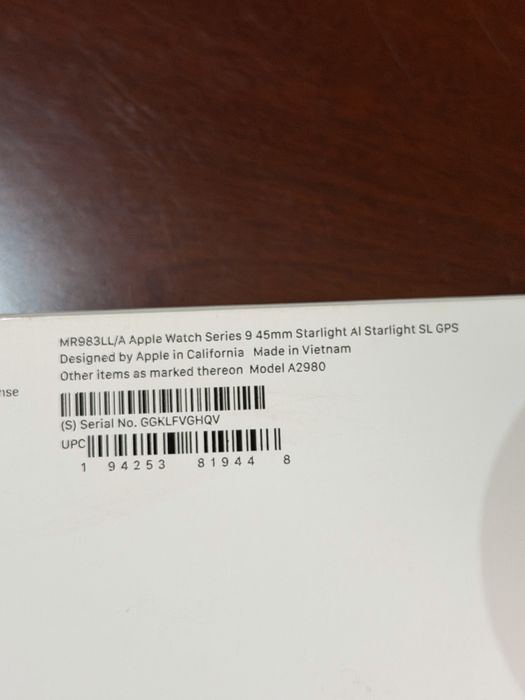 MR983LL/A Apple Watch Series 9 45mm Starlight Al Starlight SL GPS
Designed by Apple in California Made in Vietnam
Other items as marked thereon Model A2980
nse
(S) Serial No. GGKLFVGHQV
UPC
1 94253 81944 8